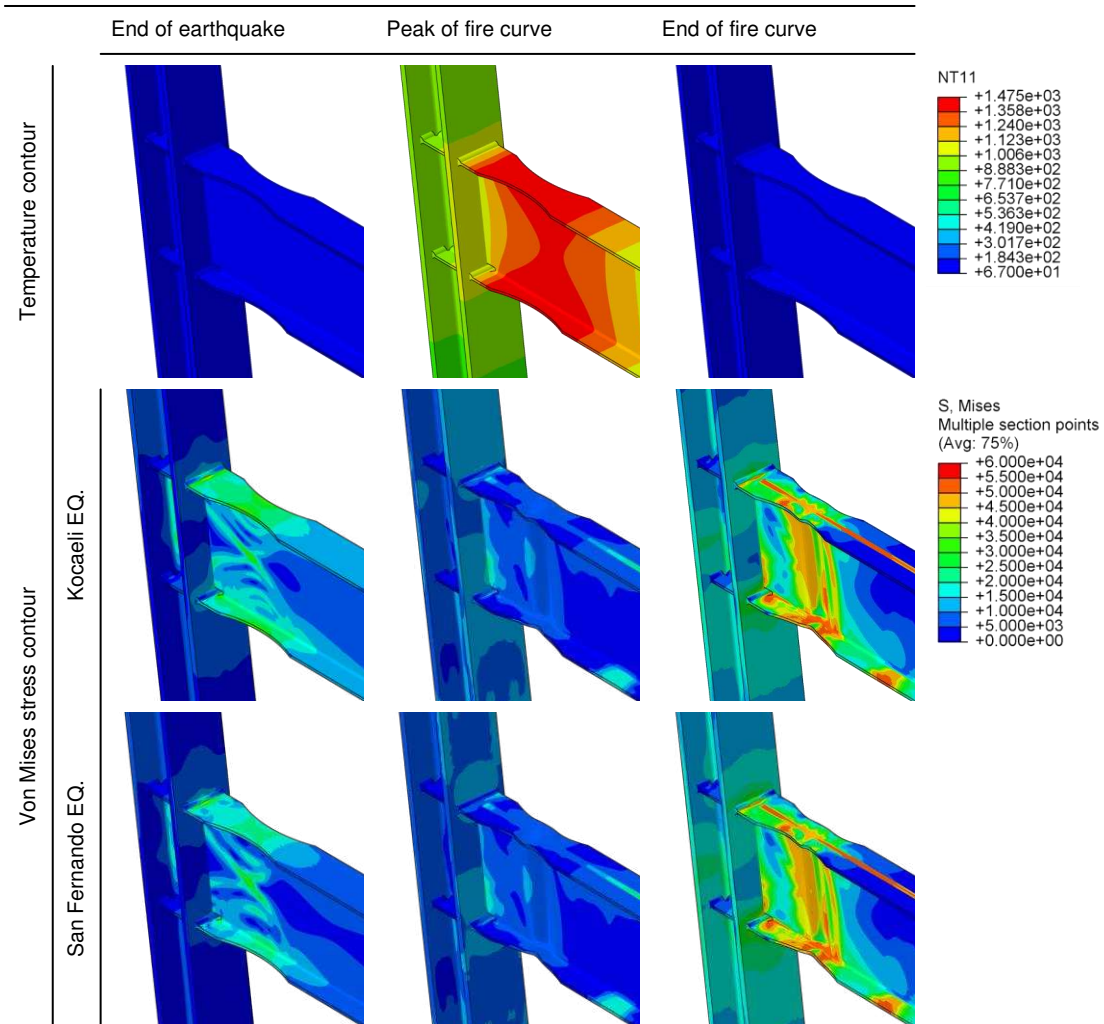 End of earthquake
Peak of fire curve
End of fire curve
Temperature contour
NT11
+1.475e+03
+1.358e+03
+1.240e+03
+1.123e+03
+1.006e+03
+8.883e+02
+7.710e+02
+6.537e+02
+5.363e+02
+4.190e+02
+3.017e+02
+1.843e+02
+6.700e+01
Von Mises stress contour
Kocaeli EQ.
S, Mises
Multiple section points
(Avg: 75%)
+6.000e+04
+5.500e+04
+5.000e+04
+4.500e+04
+4.000e+04
+3.500e+04
+3.000e+04
+2.500e+04
+2.000e+04
+1.500e+04
+1.000e+04
+5.000e+03
+0.000e+00
San Fernando EQ.